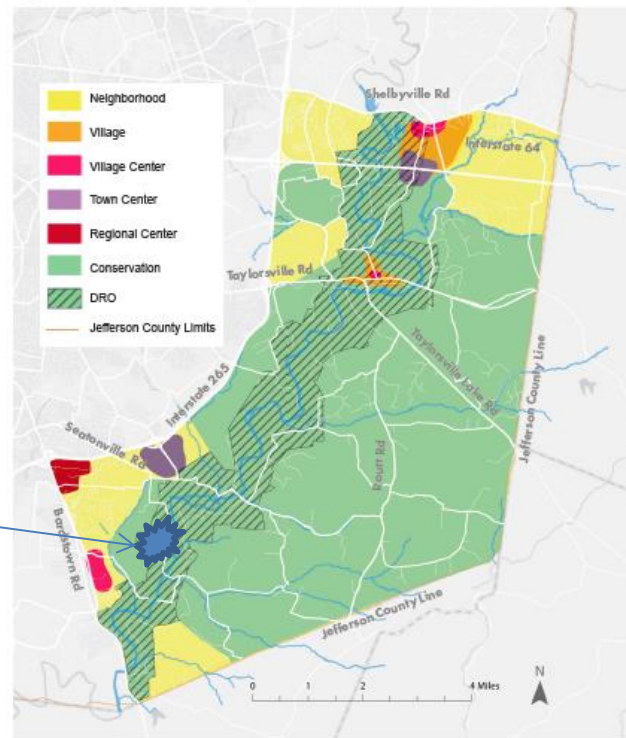 Shelbyville Rd
Neighborhood
Village
Interstate 64
Village Center
Town Center
Regional Center
Conservation
Taylorsville Rd
DRO
Jefferson County Limits
Interstate 265
Taylorsville Lake Rd
Jefferson County Line
Seatonville Rd
Routt Rd
Bardstown Rd
Jefferson County Line
N
0 1 2 4 Miles